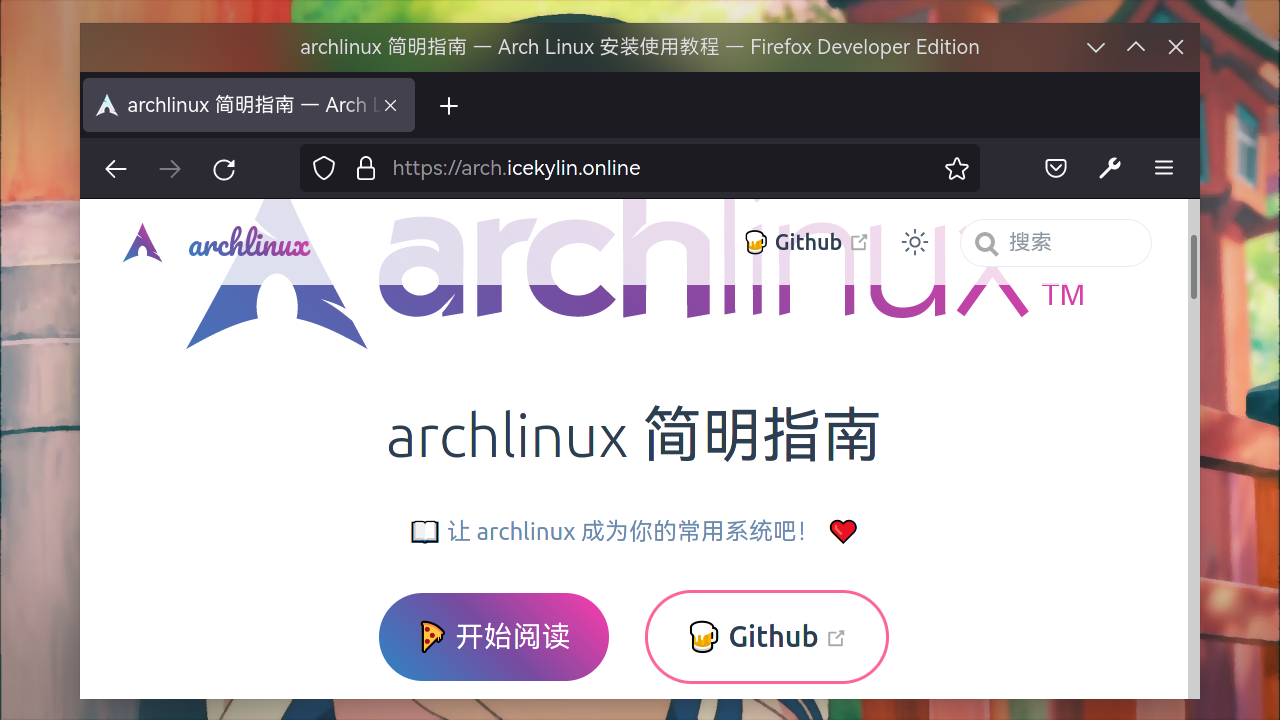 archlinux 简明指南 — Arch Linux 安装使用教程 — Firefox Developer Edition
archlinux 简明指南 — Arch L
https://arch.icekylin.online
archlinux
Github
搜索
archlinux TM
archlinux 简明指南
让 archlinux 成为你的常用系统吧！
开始阅读
Github